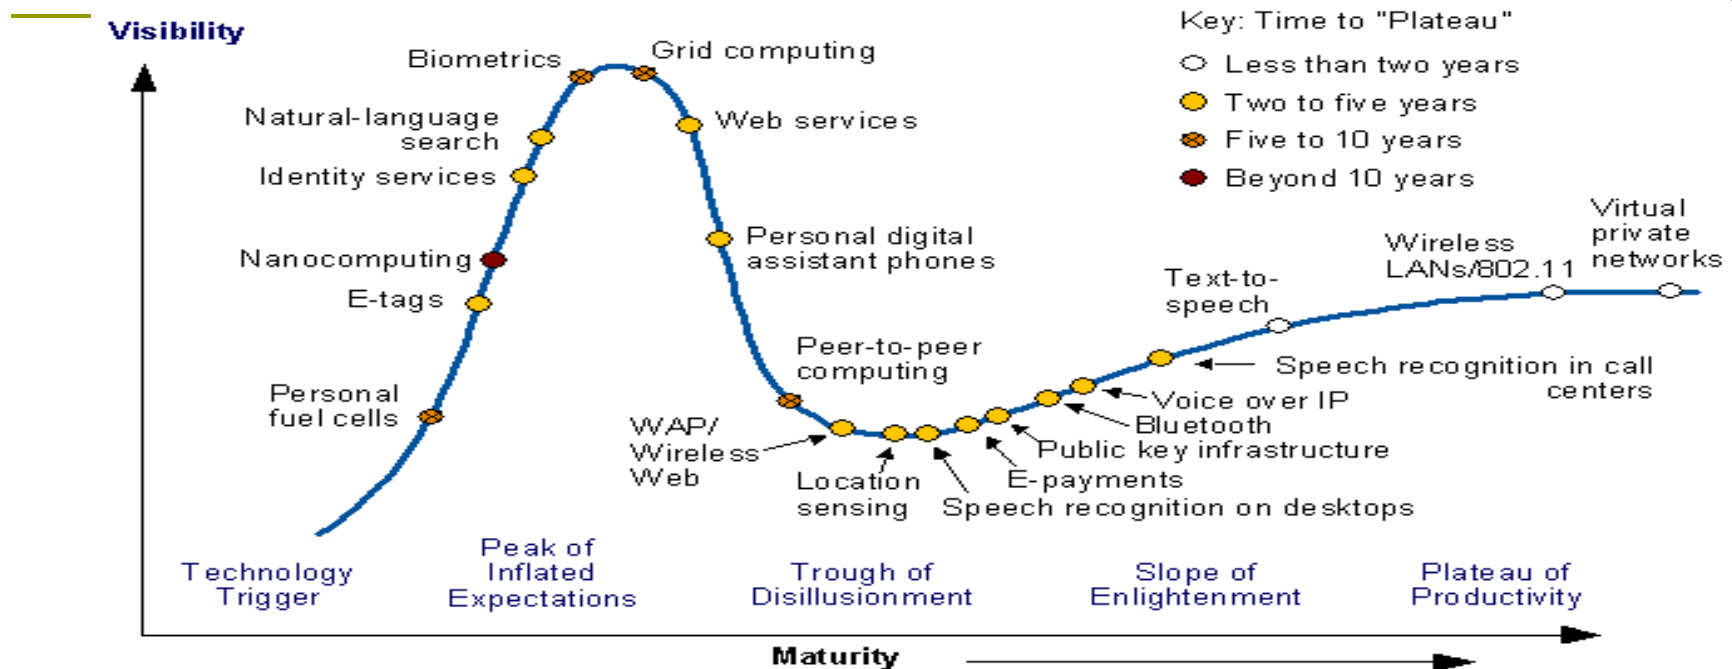 Visibility
Key: Time to "Plateau"
Less than two years
Two to five years
Five to 10 years
Beyond 10 years
Biometrics
Grid computing
Natural-language
search
Web services
Identity services
Nanocomputing
Personal digital
assistant phones
E-tags
Virtual
private
networks
Wireless
LANs/802.11
Text-to-
speech
Peer-to-peer
computing
Speech recognition in call
centers
Personal
fuel cells
Voice over IP
WAP/
Wireless
Web
Bluetooth
Public key infrastructure
Location
sensing
E-payments
Speech recognition on desktops
Technology
Trigger
Peak of
Inflated
Expectations
Trough of
Disillusionment
Slope of
Enlightenment
Plateau of
Productivity
Maturity